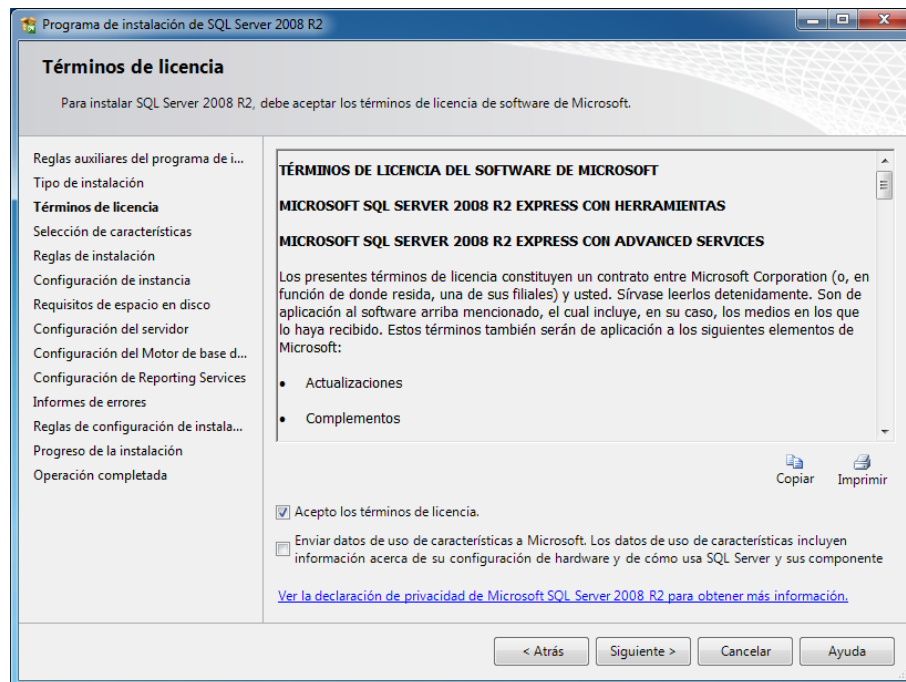 Programa de instalación de SQL Server 2008 R2
Términos de licencia
Para instalar SQL Server 2008 R2, debe aceptar los términos de licencia de software de Microsoft.
Reglas auxiliares del programa de i...
Tipo de instalación
Términos de licencia
Selección de características
Reglas de instalación
Configuración de instancia
Requisitos de espacio en disco
Configuración del servidor
Configuración del Motor de base d...
Configuración de Reporting Services
Informes de errores
Reglas de configuración de instala...
Progreso de la instalación
Operación completada
TÉRMINOS DE LICENCIA DEL SOFTWARE DE MICROSOFT
MICROSOFT SQL SERVER 2008 R2 EXPRESS CON HERRAMIENTAS
MICROSOFT SQL SERVER 2008 R2 EXPRESS CON ADVANCED SERVICES
Los presentes términos de licencia constituyen un contrato entre Microsoft Corporation (o, en
función de donde resida, una de sus filiales) y usted. Sírvase leerlos detenidamente. Son de
aplicación al software arriba mencionado, el cual incluye, en su caso, los medios en los que
lo haya recibido. Estos términos también serán de aplicación a los siguientes elementos de
Microsoft:
• Actualizaciones
• Complementos
Copiar Imprimir
Acepto los términos de licencia.
Enviar datos de uso de características a Microsoft. Los datos de uso de características incluyen
información acerca de su configuración de hardware y de cómo usa SQL Server y sus componente
Ver la declaración de privacidad de Microsoft SQL Server 2008 R2 para obtener más información.
< Atrás Siguiente > Cancelar Ayuda